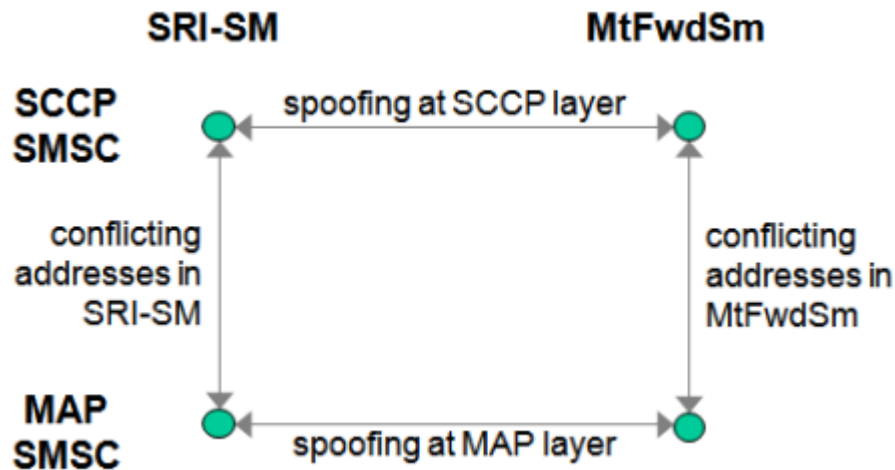 SRI-SM
MtFwdSm
SCCP
SMSC
spoofing at SCCP layer
conflicting
addresses in
SRI-SM
conflicting
addresses in
MtFwdSm
MAP
SMSC
spoofing at MAP layer